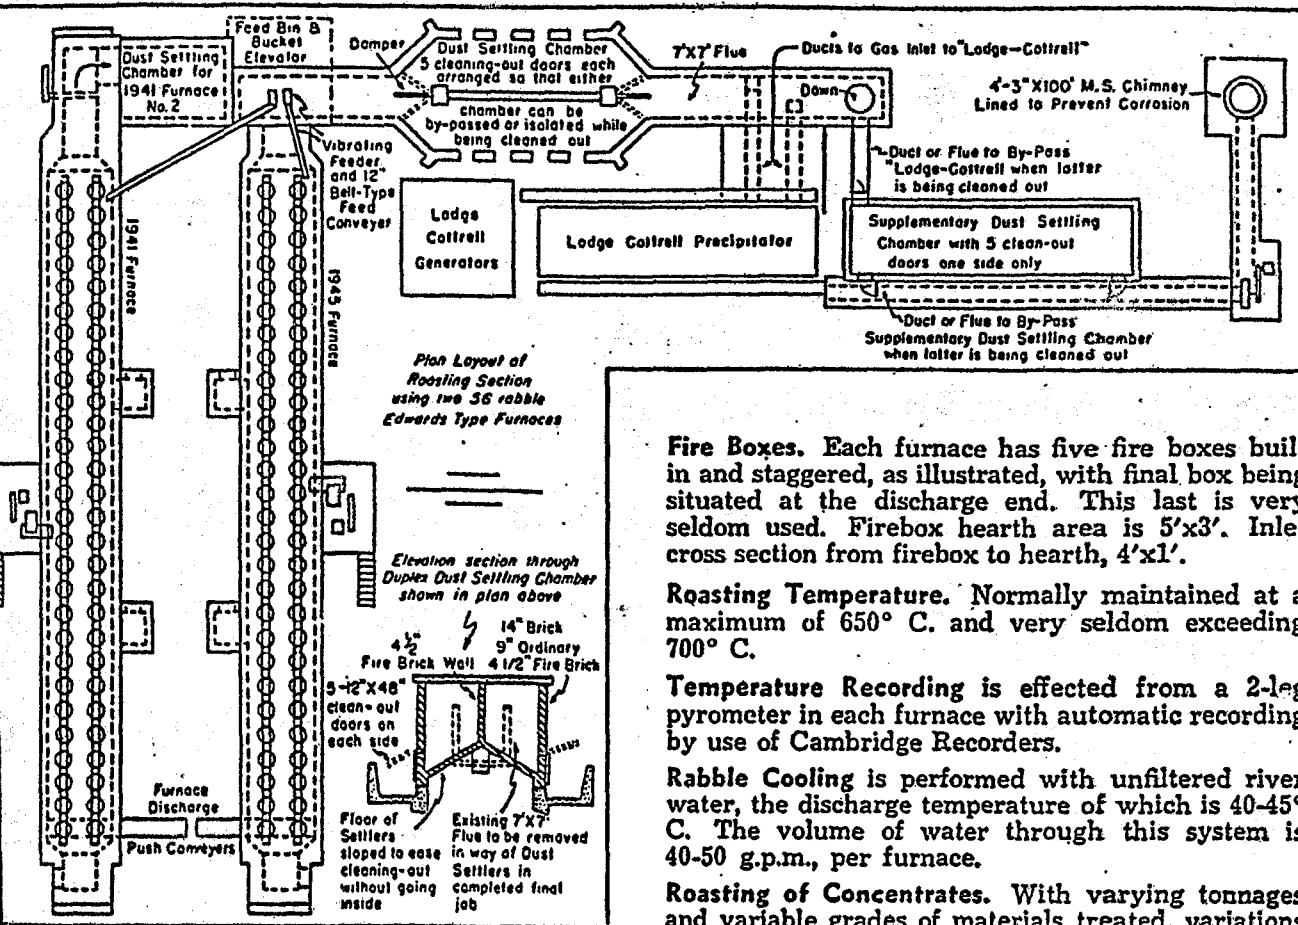 Feed Bin &
Bucket
Elevator
Dust Settling
Chamber for
1941 Furnace
No. 2
Damper
Dust Settling Chamber
5 cleaning-out doors each
arranged so that either
chamber can be
by-passed or isolated while
being cleaned out
7'X7' Flue
Ducts to Gas Inlet to "Lodge-Cottrell"
Down
4'-3"X100' M.S. Chimney
Lined to Prevent Corrosion
Vibrating
Feeder
and 12"
Belt-Type
Feed
Conveyer
Duct or Flue to By-Pass
"Lodge-Cottrell when latter
is being cleaned out
Lodge
Cottrell
Generators
Lodge Cottrell Precipitator
Supplementary Dust Settling
Chamber with 5 clean-out
doors one side only
Duct or Flue to By-Pass
Supplementary Dust Settling Chamber
when latter is being cleaned out
1941 Furnace
1945 Furnace
Plan Layout of
Roasting Section
using two 36 rabble
Edwards Type Furnaces
Elevation section through
Duplex Dust Settling Chamber
shown in plan above
4½"
Fire Brick Wall
14" Brick
9" Ordinary
4 1/2" Fire Brick
5-12"X48"
clean-out
doors on
each side
Furnace
Discharge
Push Conveyers
Floor of
Settlers
sloped to ease
cleaning-out
without going
inside
Existing 7'X7'
Flue to be removed
in way of Dust
Settlers in
completed final
job
Fire Boxes. Each furnace has five fire boxes buil
in and staggered, as illustrated, with final box being
situated at the discharge end. This last is very
seldom used. Firebox hearth area is 5'x3'. Inle
cross section from firebox to hearth, 4'x1'.
Roasting Temperature. Normally maintained at a
maximum of 650° C. and very seldom exceeding
700° C.
Temperature Recording is effected from a 2-leg
pyrometer in each furnace with automatic recording
by use of Cambridge Recorders.
Rabble Cooling is performed with unfiltered river
water, the discharge temperature of which is 40-45°
C. The volume of water through this system is
40-50 g.p.m., per furnace.
Roasting of Concentrates. With varying tonnages
and variable grades of materials treated, variations